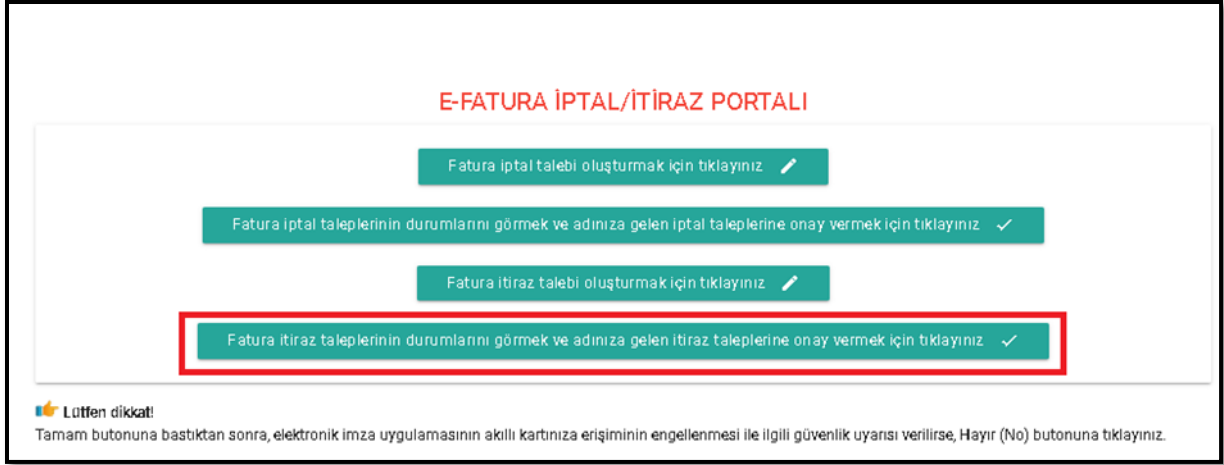 E-FATURA İPTAL/İTİRAZ PORTALI
Fatura iptal talebi oluşturmak için tıklayınız
Fatura iptal taleplerinin durumlarını görmek ve adınıza gelen iptal taleplerine onay vermek için tıklayınız
Fatura itiraz talebi oluşturmak için tıklayınız
Fatura itiraz taleplerinin durumlarını görmek ve adınıza gelen itiraz taleplerine onay vermek için tıklayınız
Lütfen dikkat!
Tamam butonuna bastıktan sonra, elektronik imza uygulamasının akıllı kartınıza erişiminin engellenmesi ile ilgili güvenlik uyarısı verilirse, Hayır (No) butonuna tıklayınız.